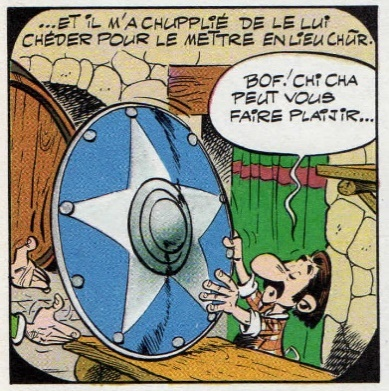 ...ET IL M'A CHUPPLIÉ DE LE LUI
CHÉDER POUR LE METTRE EN LIEU CHÛR.
BOF! CHI CHA
PEUT VOUS
FAIRE PLAIJIR...